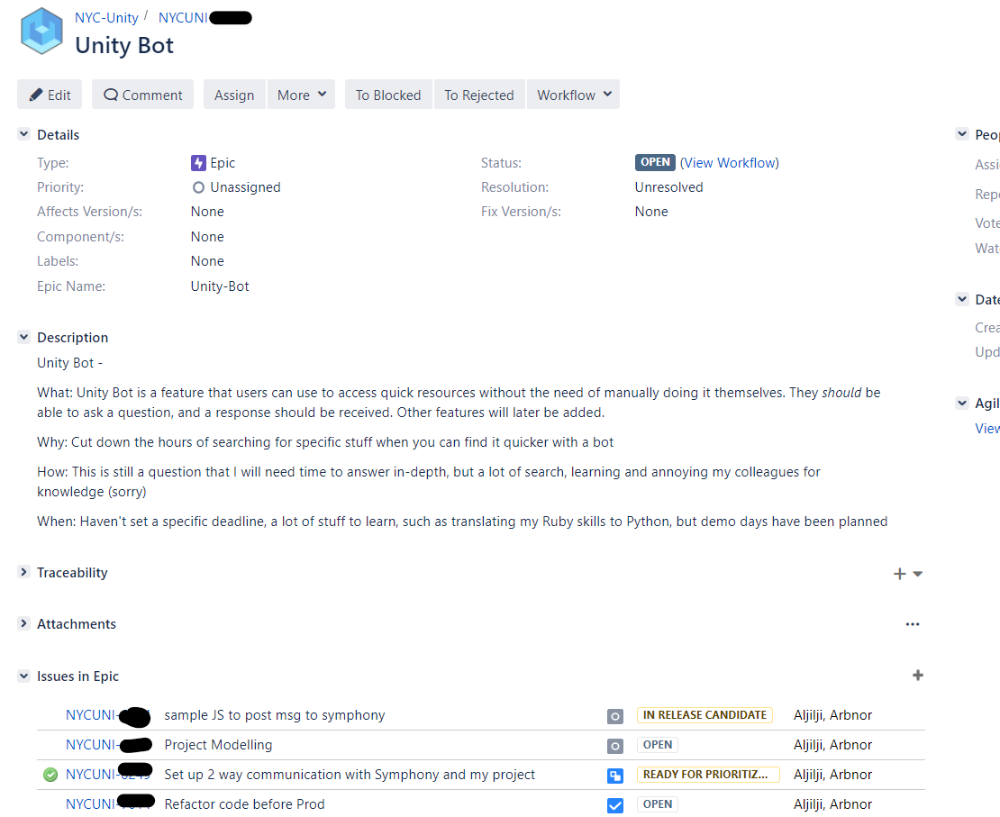 NYC-Unity / NYCUNI
Unity Bot
Edit Comment Assign More To Blocked To Rejected Workflow
Details
Type: Epic
Status: OPEN (View Workflow)
Priority: Unassigned
Resolution: Unresolved
Affects Version/s: None
Fix Version/s: None
Component/s: None
Labels: None
Epic Name: Unity-Bot
Description
Unity Bot -
What: Unity Bot is a feature that users can use to access quick resources without the need of manually doing it themselves. They should be
able to ask a question, and a response should be received. Other features will later be added.
Why: Cut down the hours of searching for specific stuff when you can find it quicker with a bot
How: This is still a question that I will need time to answer in-depth, but a lot of search, learning and annoying my colleagues for
knowledge (sorry)
When: Haven't set a specific deadline, a lot of stuff to learn, such as translating my Ruby skills to Python, but demo days have been planned
Traceability
Attachments
Issues in Epic
NYCUNI- sample JS to post msg to symphony IN RELEASE CANDIDATE Aljilji, Arbnor
NYCUNI- Project Modelling OPEN Aljilji, Arbnor
NYCUNI- Set up 2 way communication with Symphony and my project READY FOR PRIORITIZ... Aljilji, Arbnor
NYCUNI- Refactor code before Prod OPEN Aljilji, Arbnor
Peop
Assi
Repo
Vote
Wat
Date
Crea
Upd
Agil
View